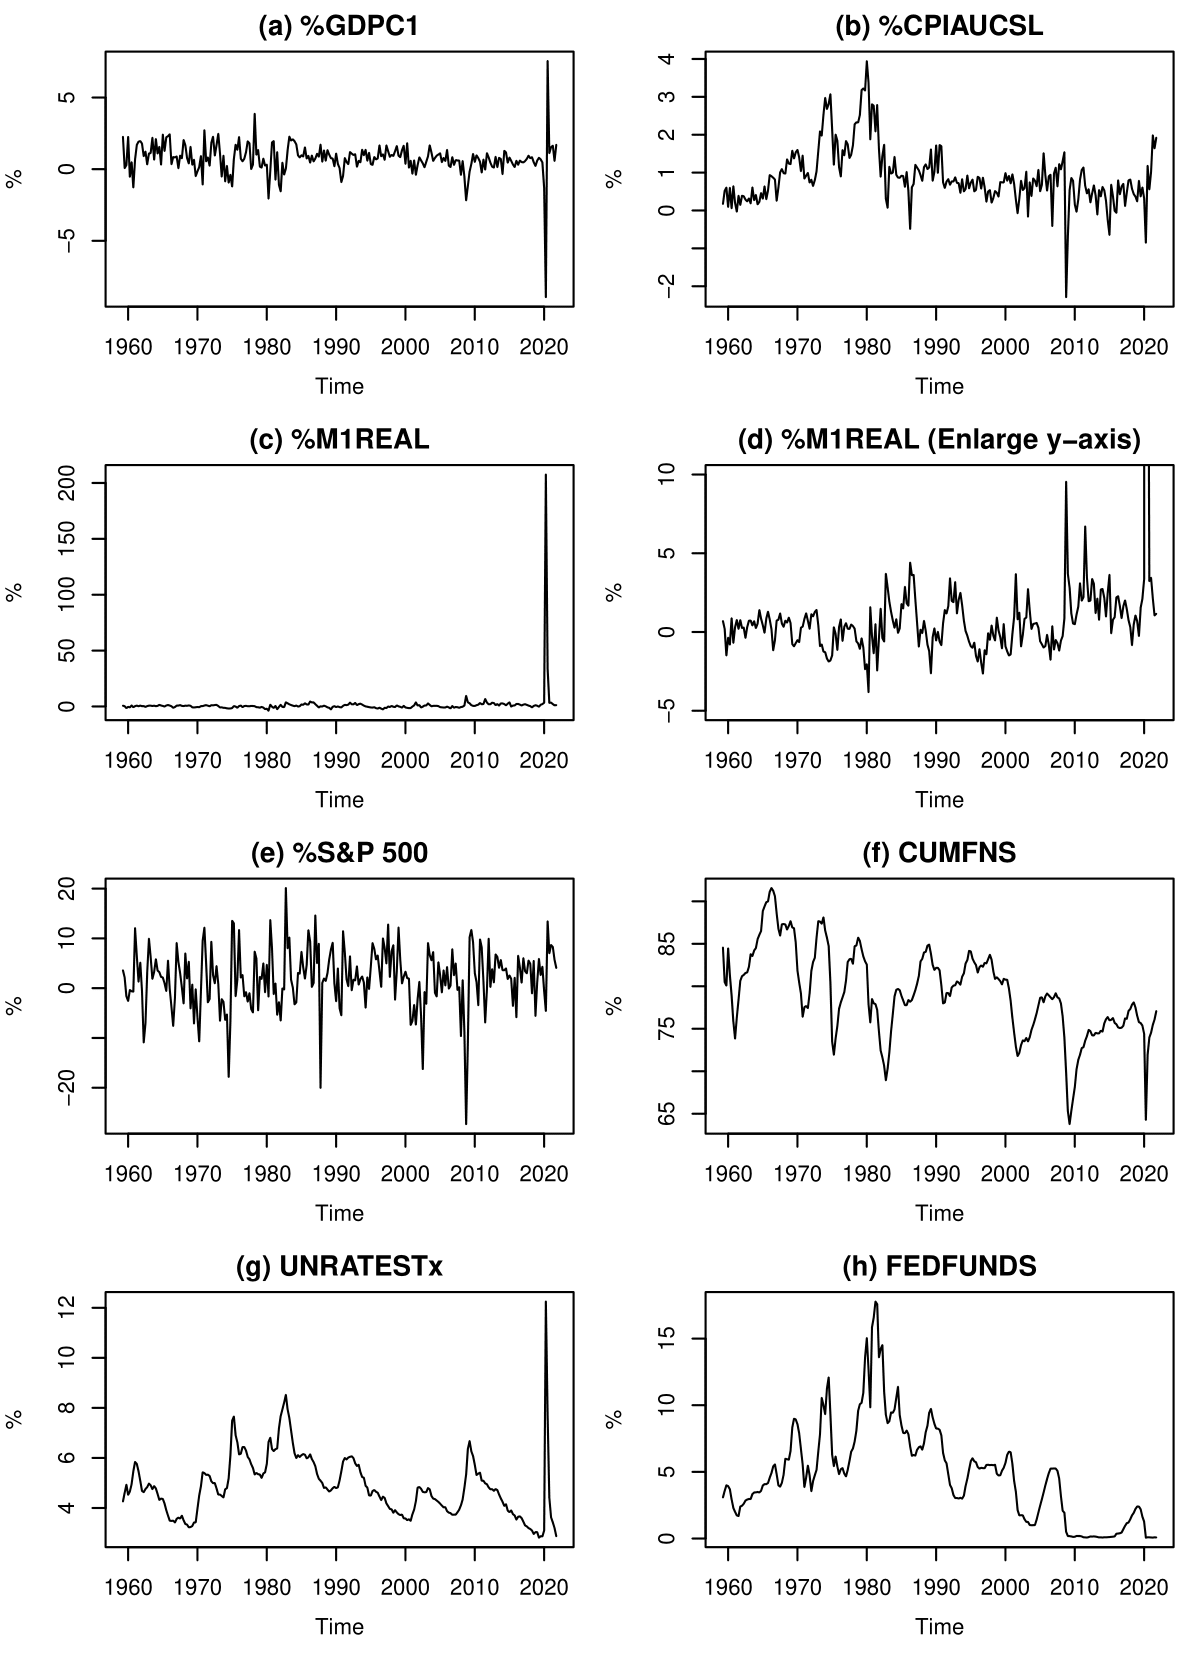 (a) %GDPC1
%
5
0
−5
1960 1970 1980 1990 2000 2010 2020
Time
(b) %CPIAUCSL
%
4
3
2
1
0
−2
1960 1970 1980 1990 2000 2010 2020
Time
(c) %M1REAL
%
200
150
100
50
0
1960 1970 1980 1990 2000 2010 2020
Time
(d) %M1REAL (Enlarge y−axis)
%
10
5
0
−5
1960 1970 1980 1990 2000 2010 2020
Time
(e) %S&P 500
%
20
10
0
−20
1960 1970 1980 1990 2000 2010 2020
Time
(f) CUMFNS
%
85
75
65
1960 1970 1980 1990 2000 2010 2020
Time
(g) UNRATESTx
%
12
10
8
6
4
1960 1970 1980 1990 2000 2010 2020
Time
(h) FEDFUNDS
%
15
10
5
0
1960 1970 1980 1990 2000 2010 2020
Time